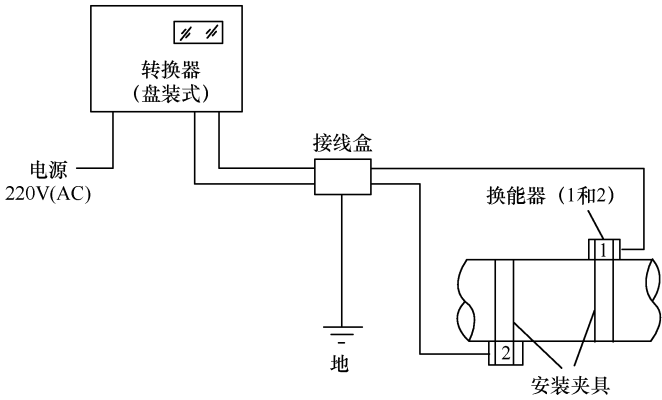 转换器
(盘装式)
接线盒
电源
220V(AC)
换能器（1和2）
1
2
地
安装夹具